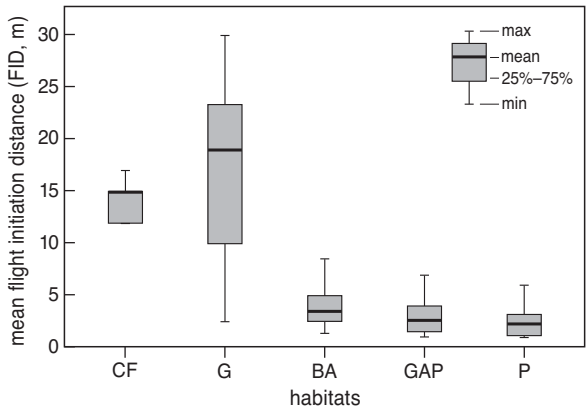 mean flight initiation distance (FID, m)
30
25
20
15
10
5
0
max
mean
25%–75%
min
CF
G
BA
GAP
P
habitats